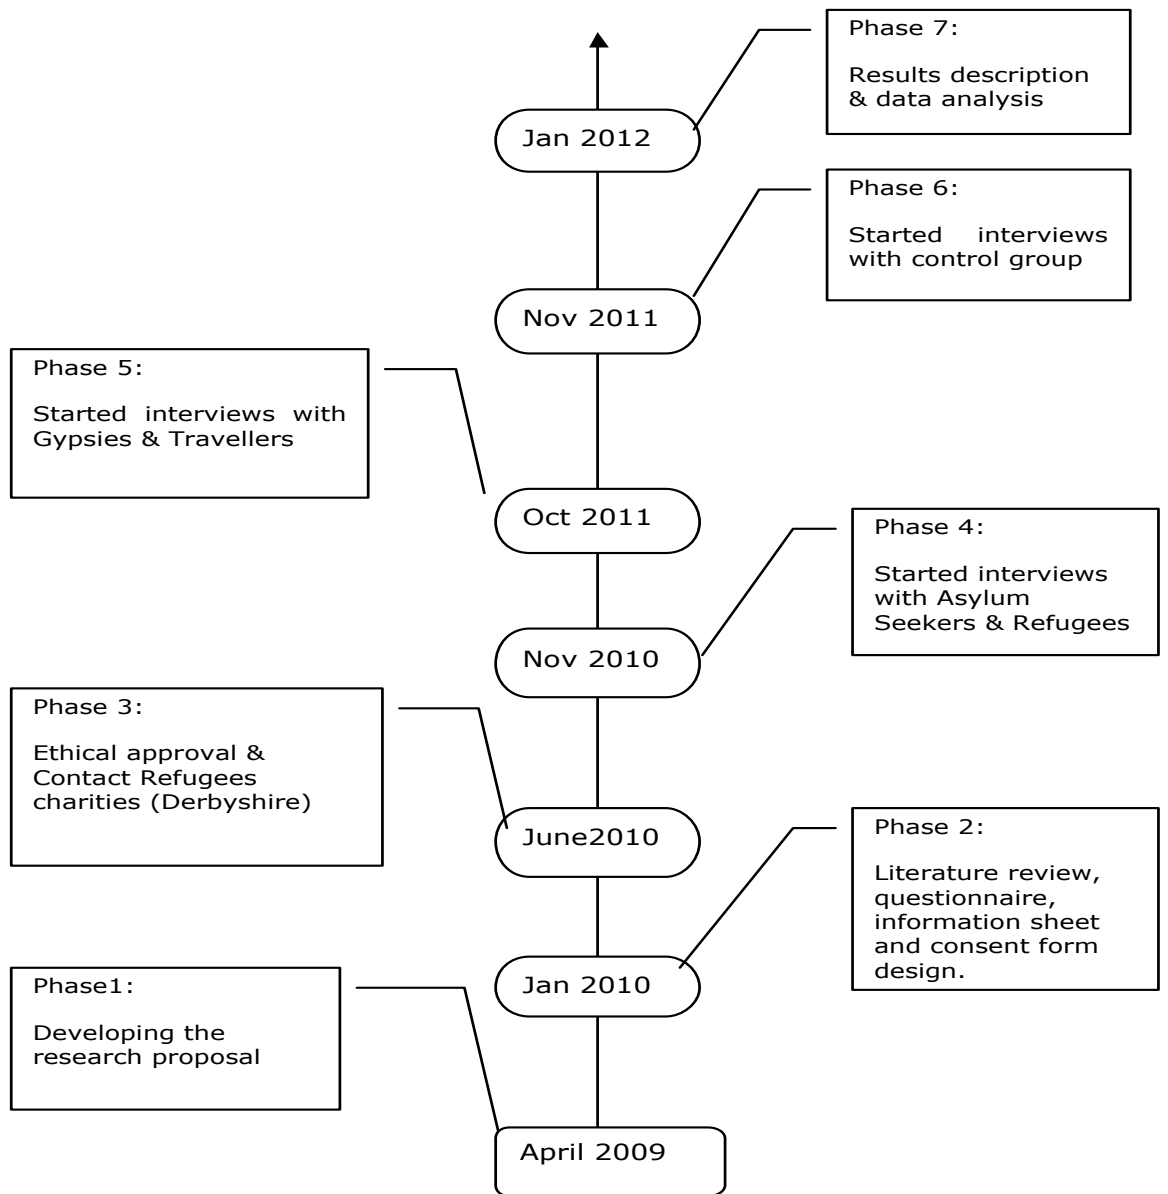 Phase 7:
Results description
& data analysis
Jan 2012
Phase 6:
Started interviews
with control group
Nov 2011
Phase 5:
Started interviews with
Gypsies & Travellers
Oct 2011
Phase 4:
Started interviews
with Asylum
Seekers & Refugees
Nov 2010
Phase 3:
Ethical approval &
Contact Refugees
charities (Derbyshire)
June2010
Phase 2:
Literature review,
questionnaire,
information sheet
and consent form
design.
Jan 2010
Phase1:
Developing the
research proposal
April 2009